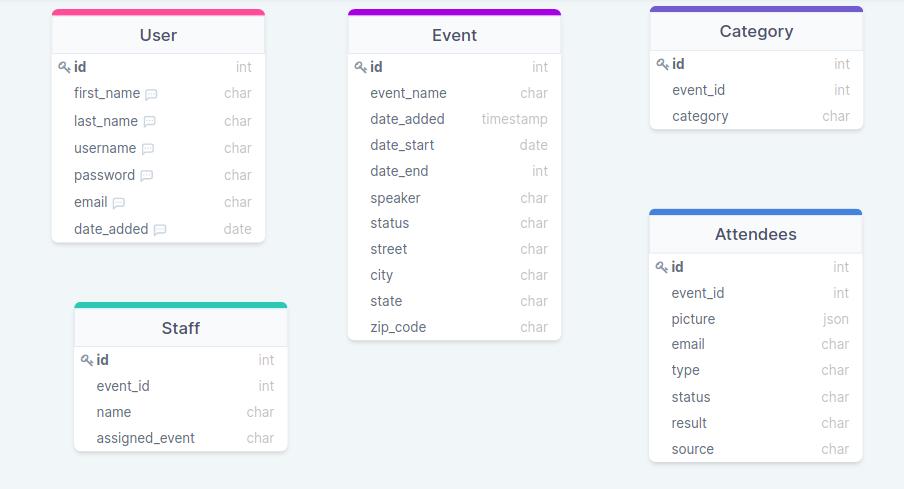 User
id int
first_name char
last_name char
username char
password char
email char
date_added date
Event
id int
event_name char
date_added timestamp
date_start date
date_end int
speaker char
status char
street char
city char
state char
zip_code char
Category
id int
event_id int
category char
Staff
id int
event_id int
name char
assigned_event char
Attendees
id int
event_id int
picture json
email char
type char
status char
result char
source char